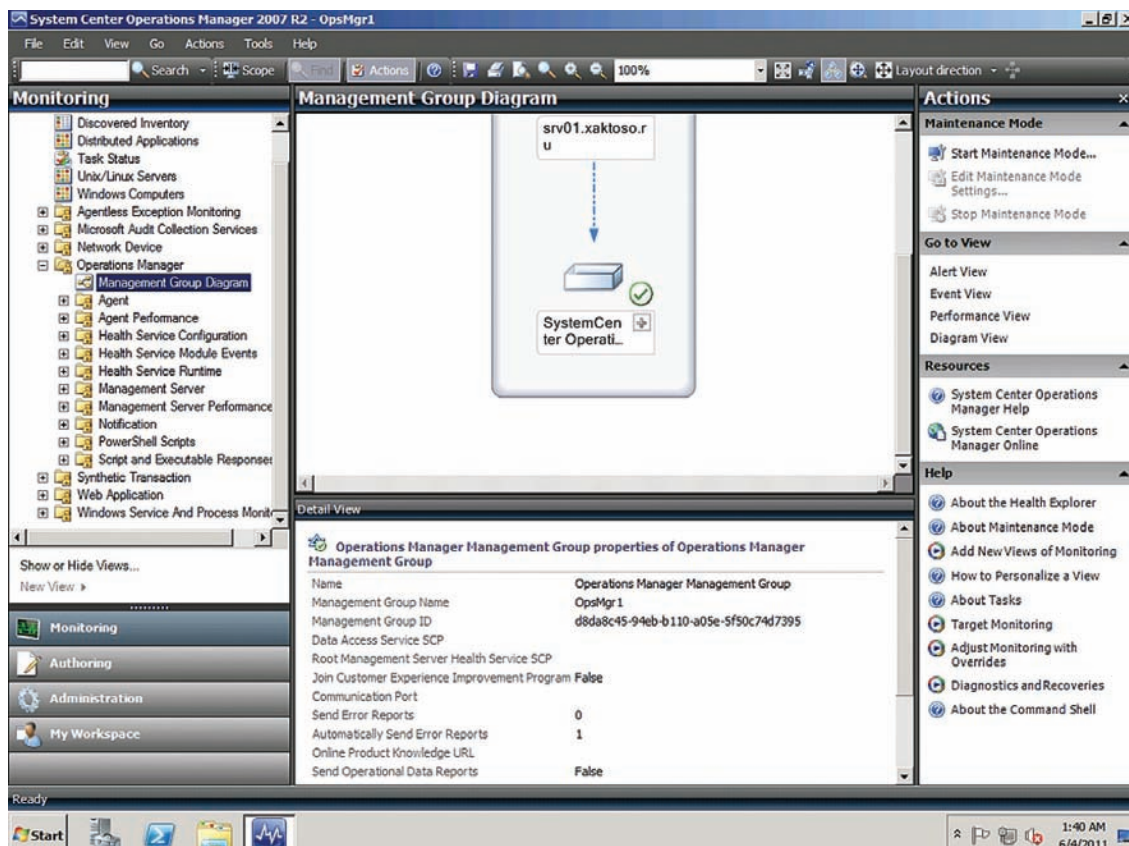 System Center Operations Manager 2007 R2 - OpsMgr1
File Edit View Go Actions Tools Help
Search Scope Find Actions 100% Layout direction
Monitoring
Discovered Inventory
Distributed Applications
Task Status
Unix/Linux Servers
Windows Computers
Agentless Exception Monitoring
Microsoft Audit Collection Services
Network Device
Operations Manager
Management Group Diagram
Agent
Agent Performance
Health Service Configuration
Health Service Module Events
Health Service Runtime
Management Server
Management Server Performance
Notification
PowerShell Scripts
Script and Executable Responses
Synthetic Transaction
Web Application
Windows Service And Process Monit
Show or Hide Views...
New View
Monitoring
Authoring
Administration
My Workspace
Management Group Diagram
srv01.xaktoso.r
u
SystemCen
ter Operati...
Detail View
Operations Manager Management Group properties of Operations Manager
Management Group
Name Operations Manager Management Group
Management Group Name OpsMgr1
Management Group ID d8da8c45-94eb-b110-a05e-5f50c74d7395
Data Access Service SCP
Root Management Server Health Service SCP
Join Customer Experience Improvement Program False
Communication Port
Send Error Reports 0
Automatically Send Error Reports 1
Online Product Knowledge URL
Send Operational Data Reports False
Actions
Maintenance Mode
Start Maintenance Mode...
Edit Maintenance Mode
Settings...
Stop Maintenance Mode
Go to View
Alert View
Event View
Performance View
Diagram View
Resources
System Center Operations
Manager Help
System Center Operations
Manager Online
Help
About the Health Explorer
About Maintenance Mode
Add New Views of Monitoring
How to Personalize a View
About Tasks
Target Monitoring
Adjust Monitoring with
Overrides
Diagnostics and Recoveries
About the Command Shell
Ready
Start
1:40 AM
6/4/2011